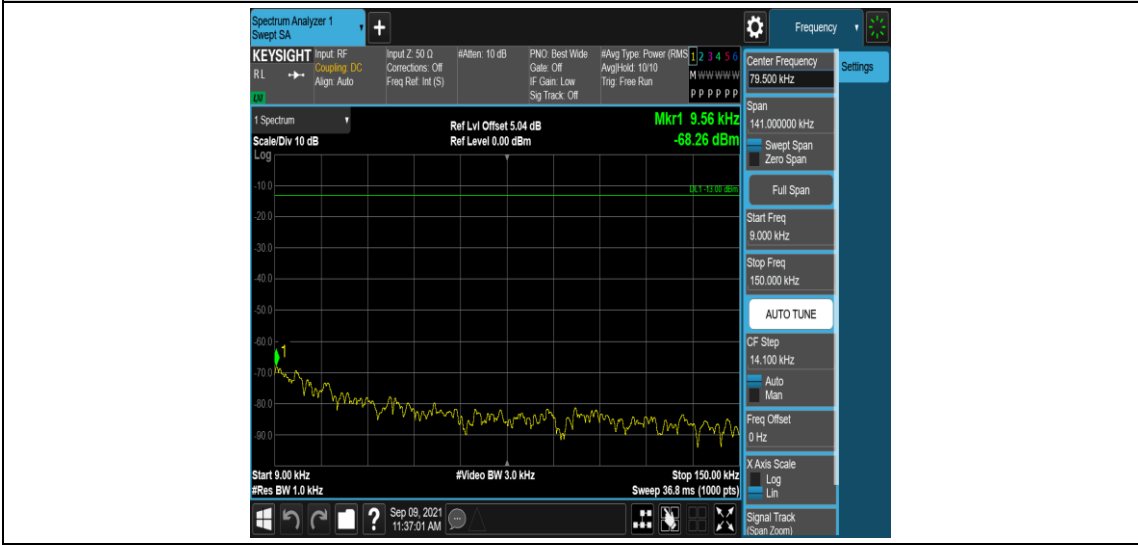 Spectrum Analyzer 1
Swept SA
+
Frequency
KEYSIGHT
RL
LNI
Input: RF
Coupling: DC
Align: Auto
Input Z: 50 Ω
Corrections: Off
Freq Ref: Int (S)
#Atten: 10 dB
PNO: Best Wide
Gate: Off
IF Gain: Low
Sig Track: Off
#Avg Type: Power (RMS
Avg|Hold: 10/10
Trig: Free Run
1 2 3 4 5 6
M W W W W W
P P P P P P
1 Spectrum
Scale/Div 10 dB
Ref Lvl Offset 5.04 dB
Ref Level 0.00 dBm
Mkr1 9.56 kHz
-68.26 dBm
Log
-10.0
DL1 -13.00 dBm
-20.0
-30.0
-40.0
-50.0
-60.0
1
-70.0
-80.0
-90.0
Start 9.00 kHz
#Video BW 3.0 kHz
Stop 150.00 kHz
#Res BW 1.0 kHz
Sweep 36.8 ms (1000 pts)
?
Sep 09, 2021
11:37:01 AM
Center Frequency
79.500 kHz
Settings
Span
141.000000 kHz
Swept Span
Zero Span
Full Span
Start Freq
9.000 kHz
Stop Freq
150.000 kHz
AUTO TUNE
CF Step
14.100 kHz
Auto
Man
Freq Offset
0 Hz
X Axis Scale
Log
Lin
Signal Track
(Span Zoom)